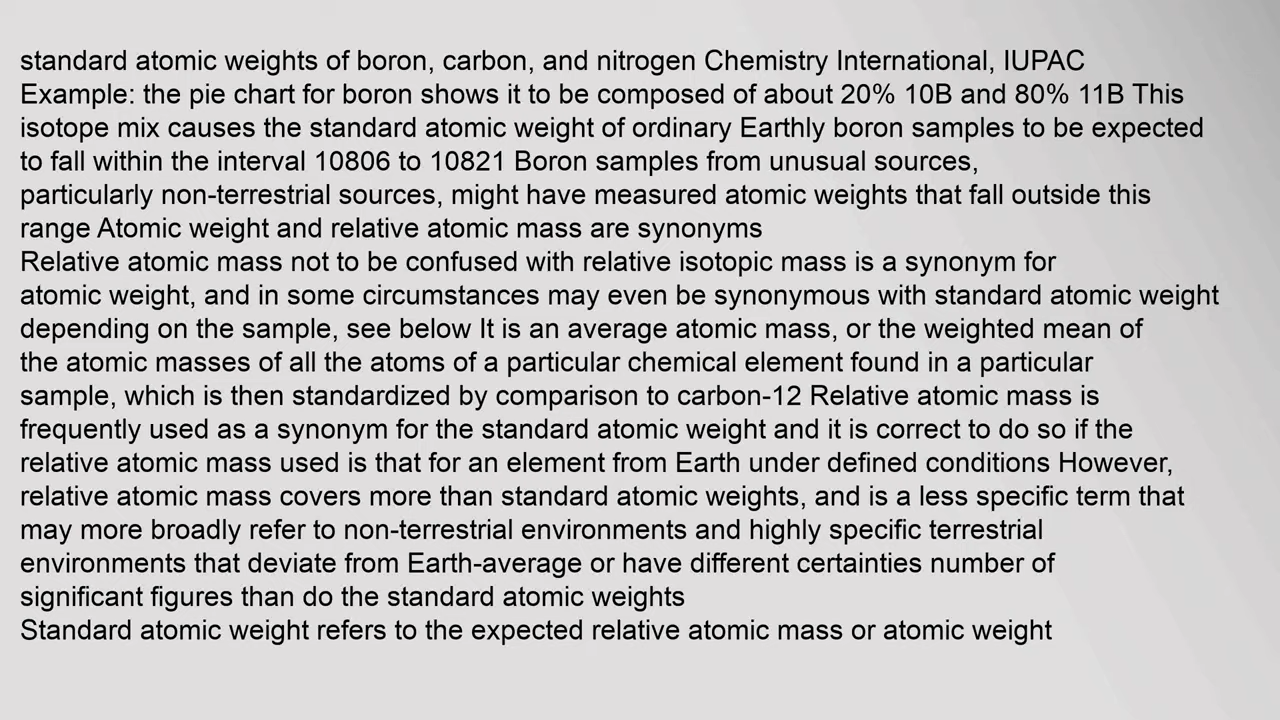 standard atomic weights of boron, carbon, and nitrogen Chemistry International, IUPAC
Example: the pie chart for boron shows it to be composed of about 20% 10B and 80% 11B This
isotope mix causes the standard atomic weight of ordinary Earthly boron samples to be expected
to fall within the interval 10806 to 10821 Boron samples from unusual sources,
particularly non-terrestrial sources, might have measured atomic weights that fall outside this
range Atomic weight and relative atomic mass are synonyms
Relative atomic mass not to be confused with relative isotopic mass is a synonym for
atomic weight, and in some circumstances may even be synonymous with standard atomic weight
depending on the sample, see below It is an average atomic mass, or the weighted mean of
the atomic masses of all the atoms of a particular chemical element found in a particular
sample, which is then standardized by comparison to carbon-12 Relative atomic mass is
frequently used as a synonym for the standard atomic weight and it is correct to do so if the
relative atomic mass used is that for an element from Earth under defined conditions However,
relative atomic mass covers more than standard atomic weights, and is a less specific term that
may more broadly refer to non-terrestrial environments and highly specific terrestrial
environments that deviate from Earth-average or have different certainties number of
significant figures than do the standard atomic weights
Standard atomic weight refers to the expected relative atomic mass or atomic weight